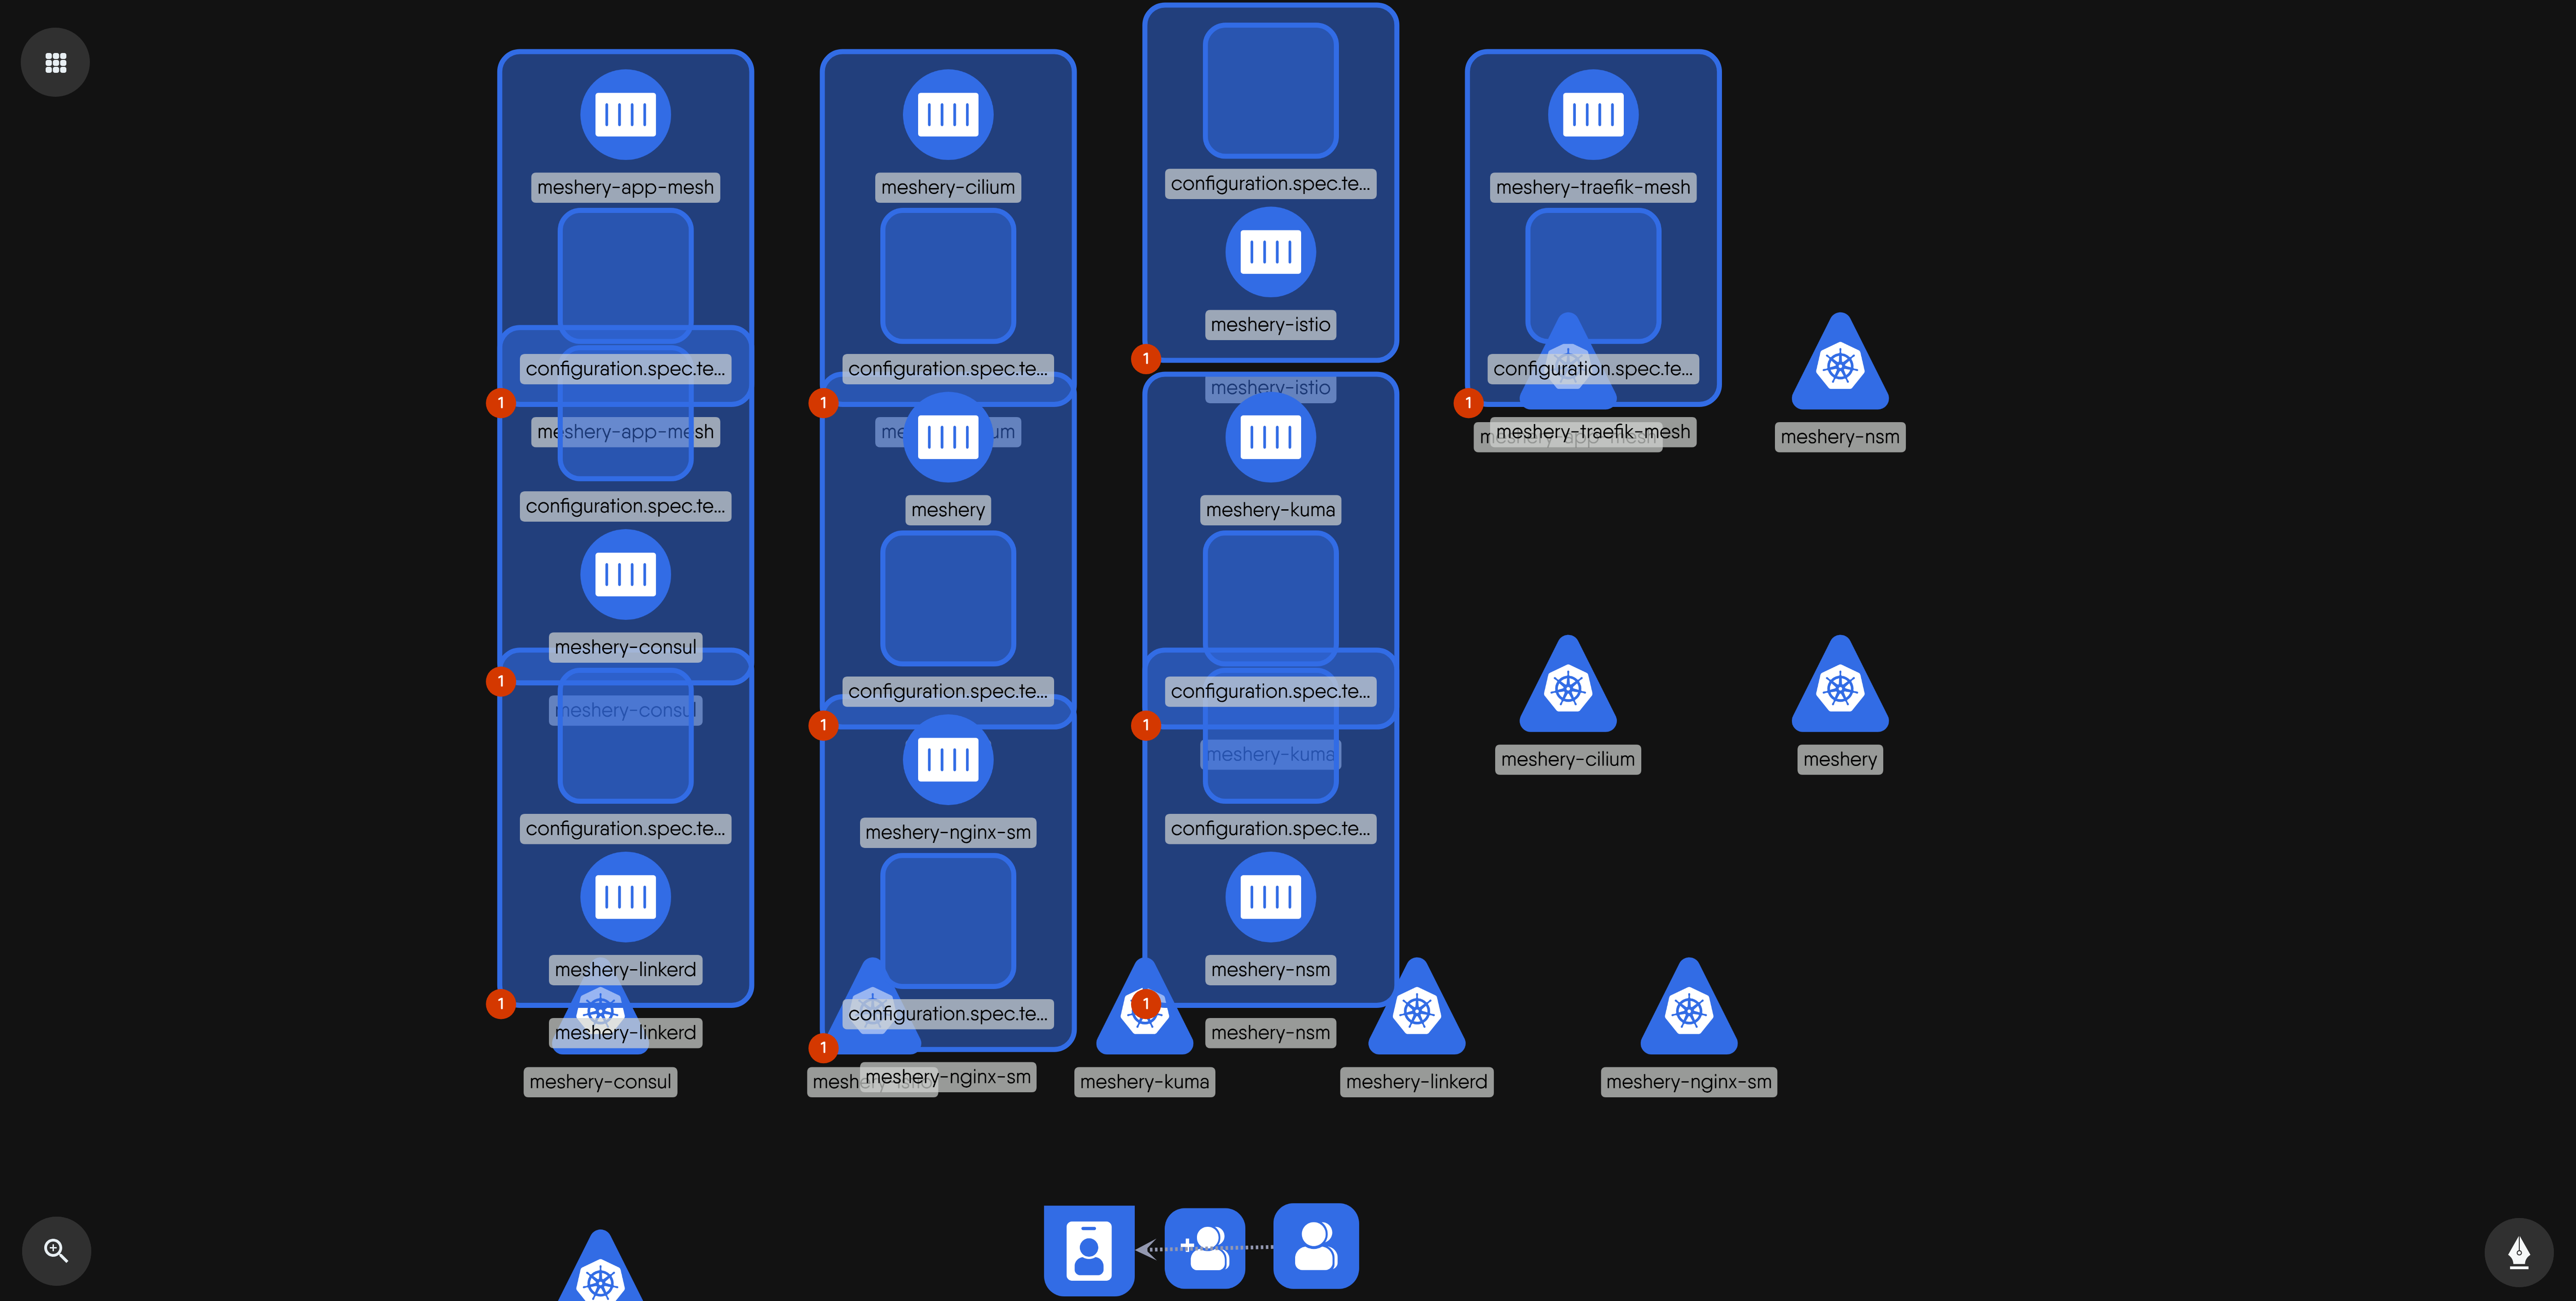 meshery-app-mesh
configuration.spec.te...
1
meshery-app-mesh
configuration.spec.te...
meshery-consul
1
meshery-consul
configuration.spec.te...
meshery-linkerd
1
meshery-linkerd
meshery-consul
meshery-cilium
configuration.spec.te...
1
meshery
configuration.spec.te...
1
meshery-nginx-sm
configuration.spec.te...
1
meshery-nginx-sm
configuration.spec.te...
meshery-istio
1
meshery-istio
meshery-kuma
configuration.spec.te...
1
meshery-kuma
configuration.spec.te...
meshery-nsm
1
meshery-nsm
meshery-kuma
meshery-linkerd
meshery-traefik-mesh
configuration.spec.te...
1
meshery-traefik-mesh
meshery-nsm
meshery-cilium
meshery
meshery-nginx-sm